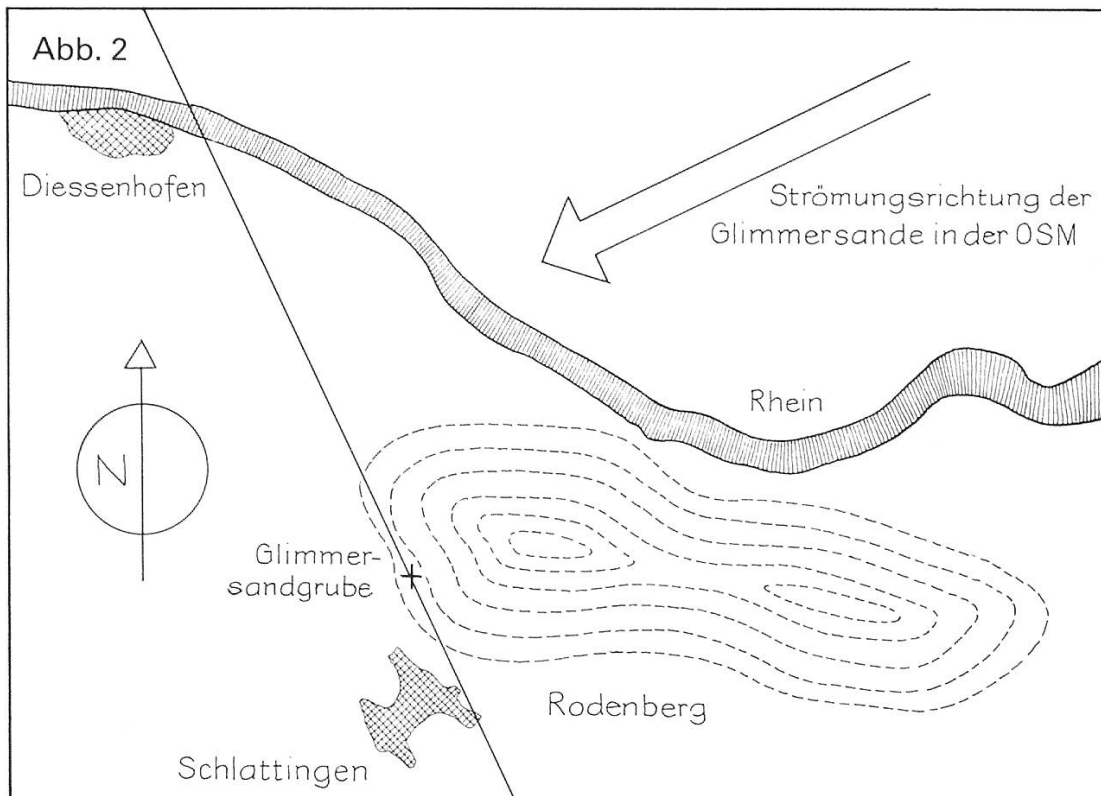 Abb. 2
Diessenhofen
Strömungsrichtung der
Glimmersande in der OSM
Rhein
N
Glimmer-
sandgrube
Rodenberg
Schlattingen